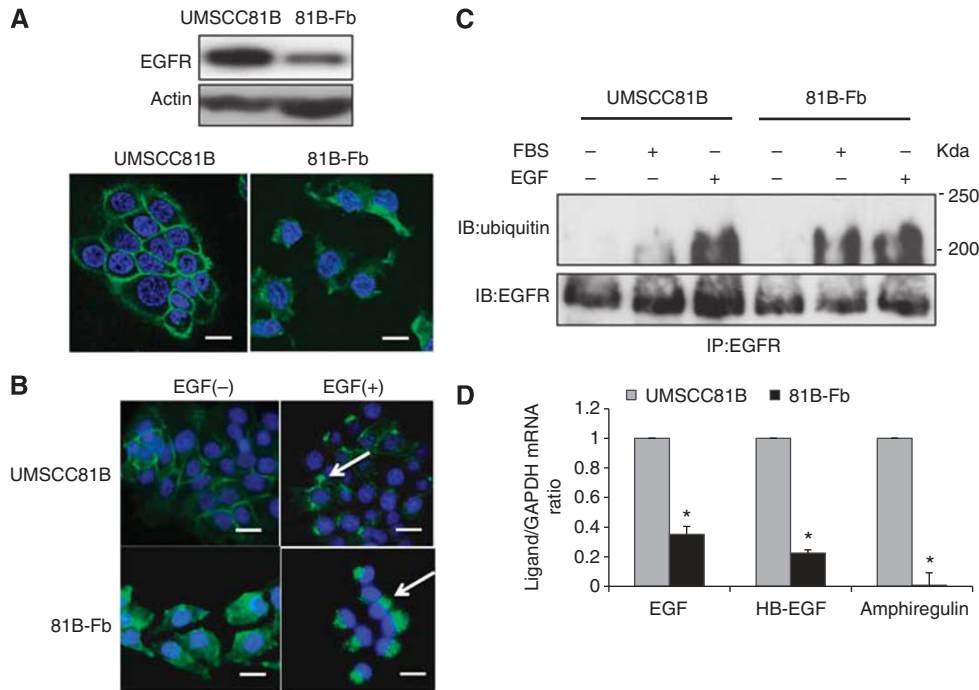 A
UMSCC81B 81B-Fb
EGFR
Actin
UMSCC81B 81B-Fb
B
EGF(–) EGF(+)
UMSCC81B
81B-Fb
C
UMSCC81B 81B-Fb
FBS – + – – + – Kda
EGF – – + – – +
250
IB:ubiquitin
200
IB:EGFR
IP:EGFR
D
UMSCC81B 81B-Fb
Ligand/GAPDH mRNA
ratio
1.2
1
0.8
0.6
0.4
0.2
0
* * *
EGF HB-EGF Amphiregulin